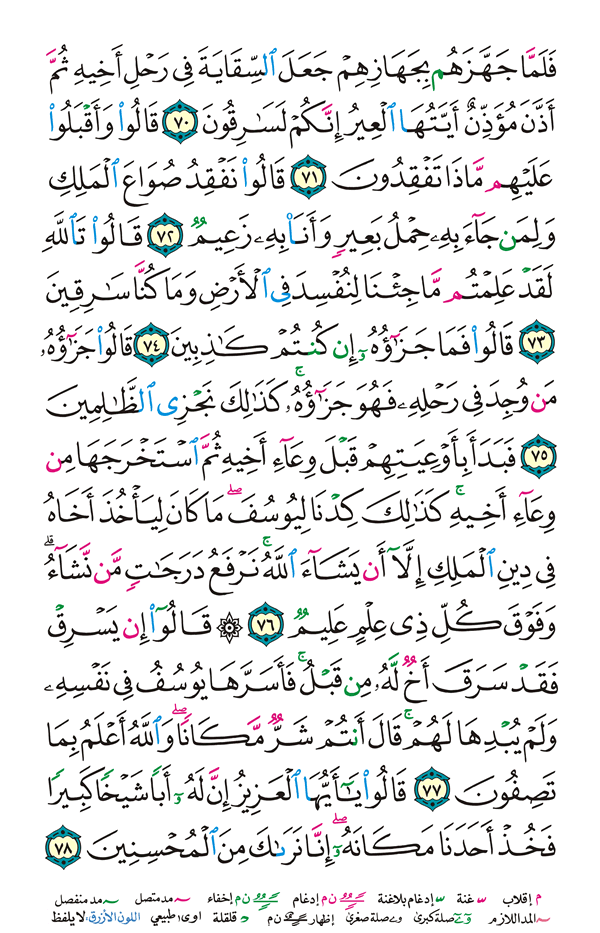 فَلَمَّا جَهَّزَهُم بِجَهَازِهِمْ جَعَلَ ٱلسِّقَايَةَ فِى رَحْلِ أَخِيهِ ثُمَّ
أَذَّنَ مُؤَذِّنٌ أَيَّتُهَا ٱلْعِيرُ إِنَّكُمْ لَسَٰرِقُونَ ٧٠ قَالُوا۟ وَأَقْبَلُوا۟
عَلَيْهِم مَّاذَا تَفْقِدُونَ ٧١ قَالُوا۟ نَفْقِدُ صُوَاعَ ٱلْمَلِكِ
وَلِمَن جَآءَ بِهِۦ حِمْلُ بَعِيرٍ وَأَنَا۠ بِهِۦ زَعِيمٌ ٧٢ قَالُوا۟ تَٱللَّهِ
لَقَدْ عَلِمْتُم مَّا جِئْنَا لِنُفْسِدَ فِى ٱلْأَرْضِ وَمَا كُنَّا سَٰرِقِينَ
٧٣ قَالُوا۟ فَمَا جَزَٰٓؤُهُۥٓ إِن كُنتُمْ كَٰذِبِينَ ٧٤ قَالُوا۟ جَزَٰٓؤُهُۥ
مَن وُجِدَ فِى رَحْلِهِۦ فَهُوَ جَزَٰٓؤُهُۥ ۚ كَذَٰلِكَ نَجْزِى ٱلظَّٰلِمِينَ
٧٥ فَبَدَأَ بِأَوْعِيَتِهِمْ قَبْلَ وِعَآءِ أَخِيهِ ثُمَّ ٱسْتَخْرَجَهَا مِن
وِعَآءِ أَخِيهِ ۚ كَذَٰلِكَ كِدْنَا لِيُوسُفَ ۖ مَا كَانَ لِيَأْخُذَ أَخَاهُ
فِى دِينِ ٱلْمَلِكِ إِلَّآ أَن يَشَآءَ ٱللَّهُ ۚ نَرْفَعُ دَرَجَٰتٍ مَّن نَّشَآءُ ۗ
وَفَوْقَ كُلِّ ذِى عِلْمٍ عَلِيمٌ ٧٦ ۞ قَالُوٓا۟ إِن يَسْرِقْ
فَقَدْ سَرَقَ أَخٌ لَّهُۥ مِن قَبْلُ ۚ فَأَسَرَّهَا يُوسُفُ فِى نَفْسِهِۦ
وَلَمْ يُبْدِهَا لَهُمْ ۚ قَالَ أَنتُمْ شَرٌّ مَّكَانًا ۖ وَٱللَّهُ أَعْلَمُ بِمَا
تَصِفُونَ ٧٧ قَالُوا۟ يَٰٓأَيُّهَا ٱلْعَزِيزُ إِنَّ لَهُۥٓ أَبًا شَيْخًا كَبِيرًا
فَخُذْ أَحَدَنَا مَكَانَهُۥٓ ۖ إِنَّا نَرَىٰكَ مِنَ ٱلْمُحْسِنِينَ ٧٨
م إقلاب غنة إدغام بلاغنة ن م إدغام ن م إخفاء مد متصل مد منفصل
المد اللازم صلة كبرى صلة صغرى إظهار ن م قلقلة اوى طبيعي اللون الأزرق: لا يلفظ